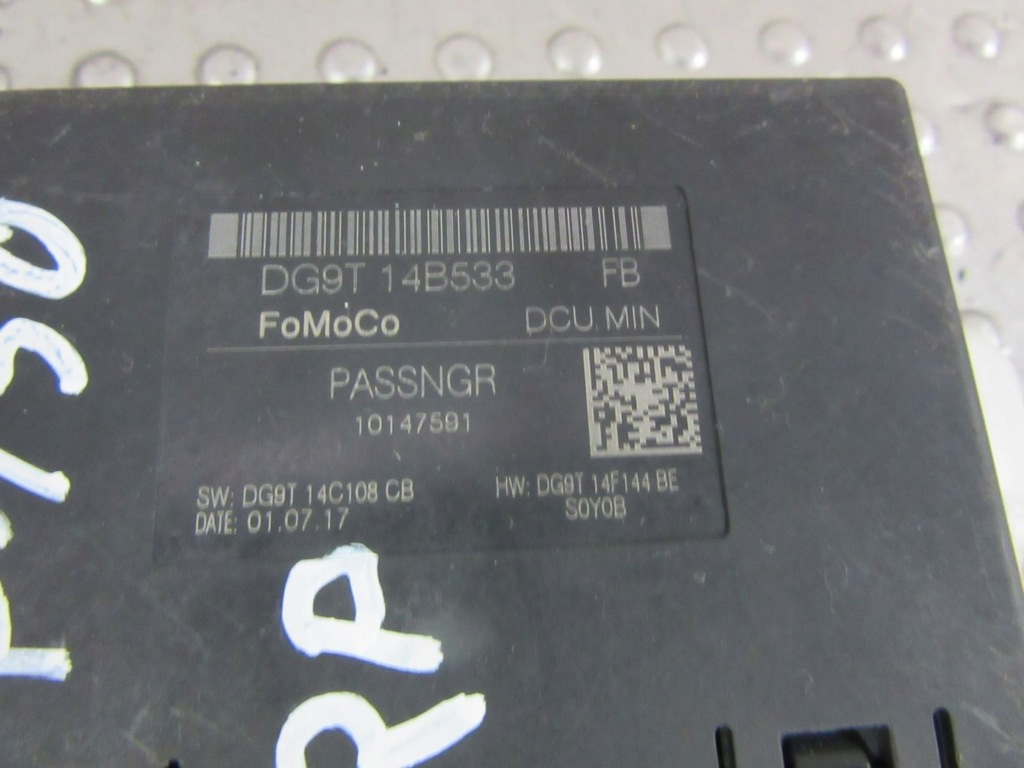 DG9T 14B533 FB
FoMoCo DCU MIN
PASSNGR
10147591
SW: DG9T 14C108 CB HW: DG9T 14F144 BE
DATE: 01.07.17 S0Y0B
RP